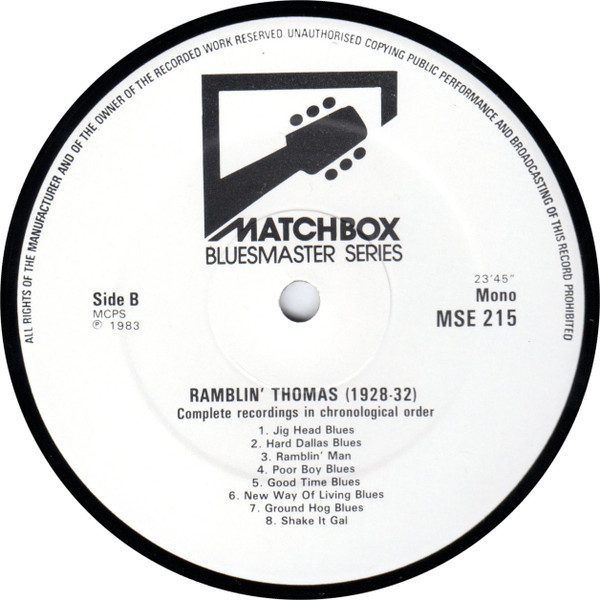 ALL RIGHTS OF THE MANUFACTURER AND OF THE OWNER OF THE RECORDED WORK RESERVED UNAUTHORISED COPYING PUBLIC PERFORMANCE AND BROADCASTING OF THIS RECORD PROHIBITED
MATCHBOX
BLUESMASTER SERIES
Side B
MCPS
℗ 1983
23'45"
Mono
MSE 215
RAMBLIN' THOMAS (1928-32)
Complete recordings in chronological order
1. Jig Head Blues
2. Hard Dallas Blues
3. Ramblin' Man
4. Poor Boy Blues
5. Good Time Blues
6. New Way Of Living Blues
7. Ground Hog Blues
8. Shake It Gal